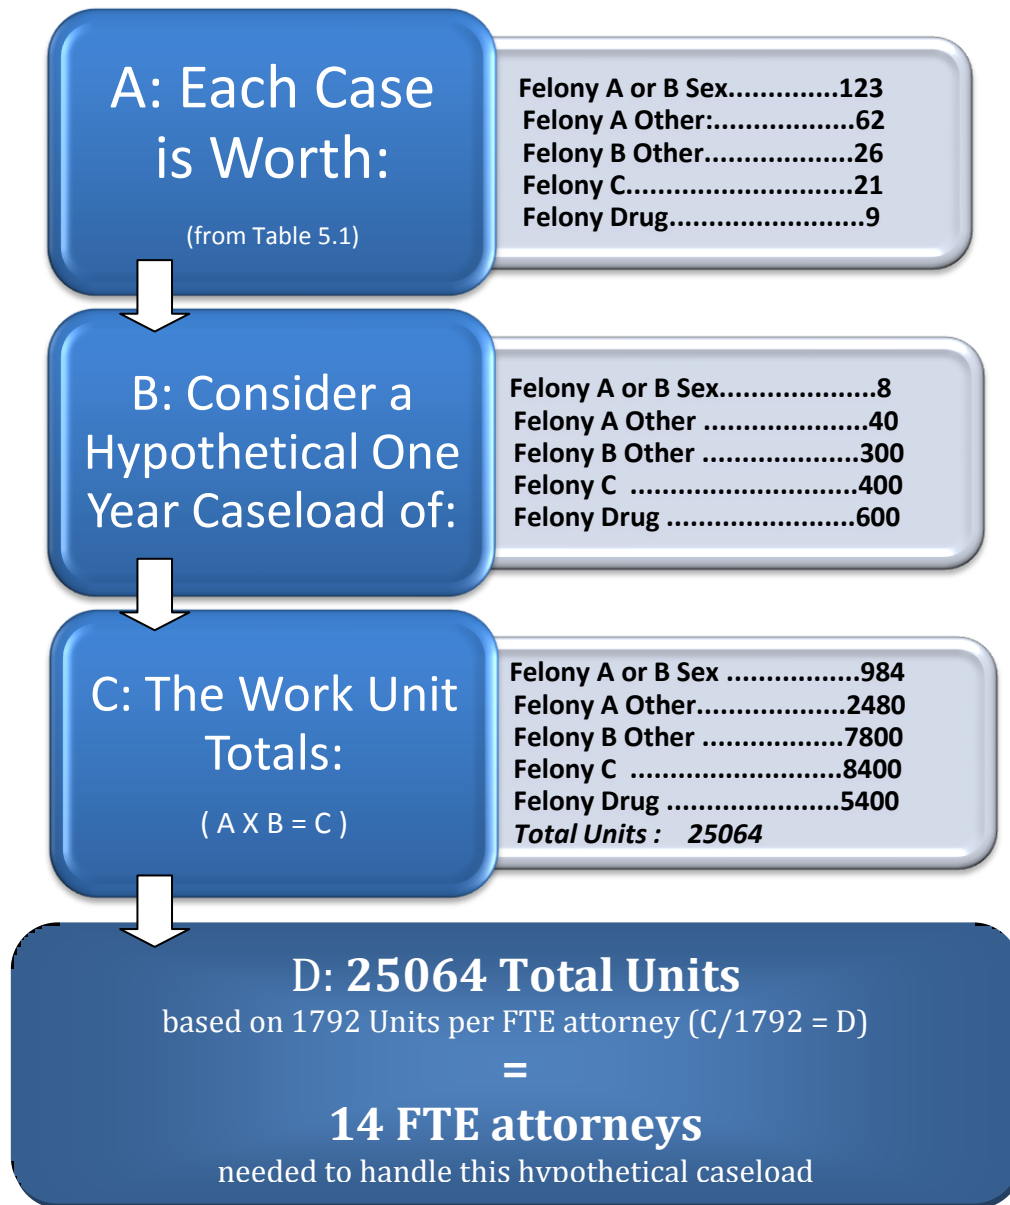 A: Each Case
is Worth:
(from Table 5.1)
Felony A or B Sex..............123
Felony A Other:.................62
Felony B Other..................26
Felony C...........................21
Felony Drug.......................9
B: Consider a
Hypothetical One
Year Caseload of:
Felony A or B Sex...................8
Felony A Other ....................40
Felony B Other ...................300
Felony C ...........................400
Felony Drug .......................600
C: The Work Unit
Totals:
( A X B = C )
Felony A or B Sex ................984
Felony A Other..................2480
Felony B Other .................7800
Felony C ..........................8400
Felony Drug .....................5400
Total Units : 25064
D: 25064 Total Units
based on 1792 Units per FTE attorney (C/1792 = D)
=
14 FTE attorneys
needed to handle this hypothetical caseload